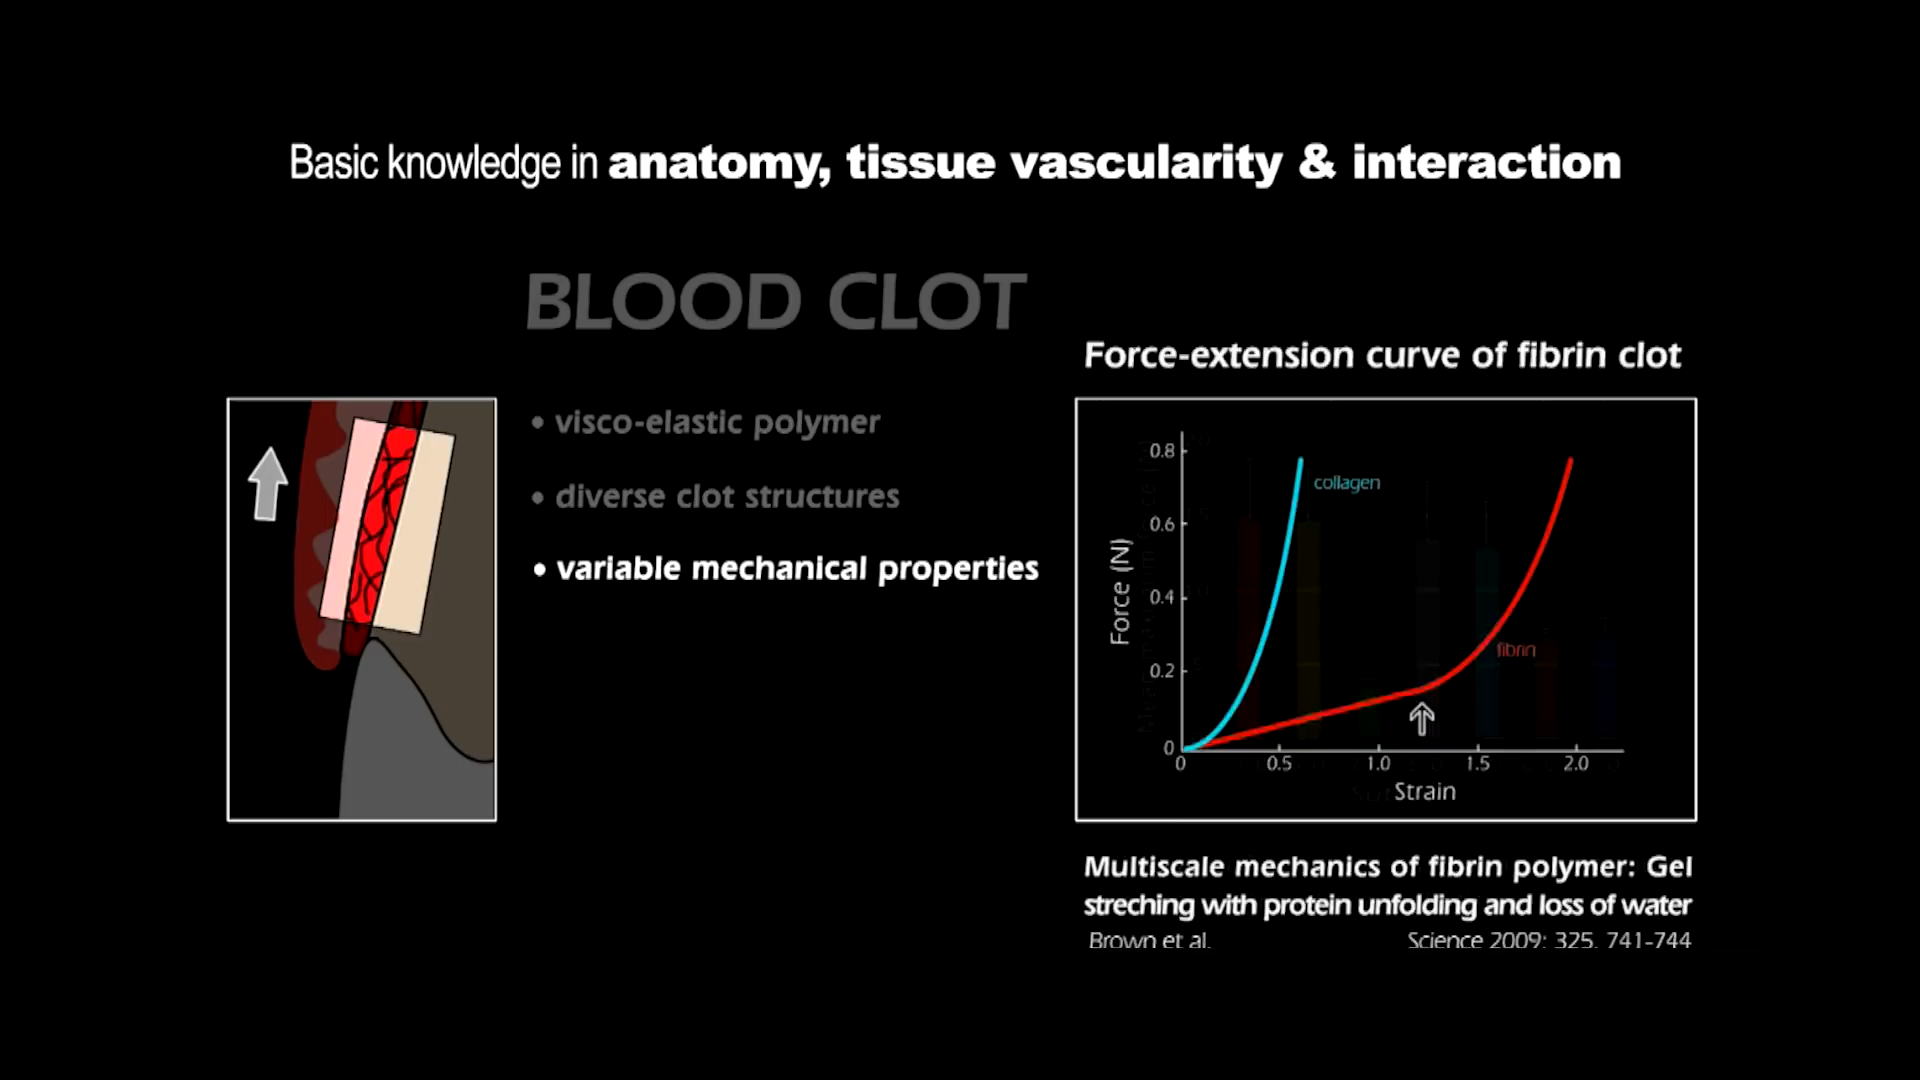 Basic knowledge in anatomy, tissue vascularity & interaction
BLOOD CLOT
• visco-elastic polymer
• diverse clot structures
• variable mechanical properties
Force-extension curve of fibrin clot
0.8
0.6
0.4
0.2
0
Force (N)
collagen
fibrin
0 0.5 1.0 1.5 2.0
Strain
Multiscale mechanics of fibrin polymer: Gel
streching with protein unfolding and loss of water
Brown et al. Science 2009; 325, 741-744